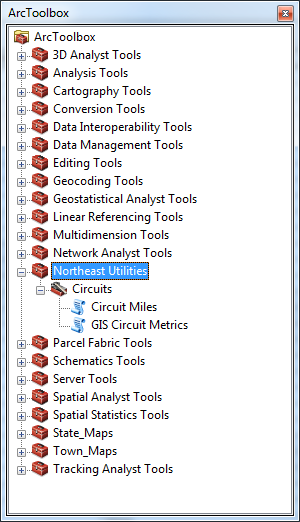 ArcToolbox
ArcToolbox
3D Analyst Tools
Analysis Tools
Cartography Tools
Conversion Tools
Data Interoperability Tools
Data Management Tools
Editing Tools
Geocoding Tools
Geostatistical Analyst Tools
Linear Referencing Tools
Multidimension Tools
Network Analyst Tools
Northeast Utilities
Circuits
Circuit Miles
GIS Circuit Metrics
Parcel Fabric Tools
Schematics Tools
Server Tools
Spatial Analyst Tools
Spatial Statistics Tools
State_Maps
Town_Maps
Tracking Analyst Tools